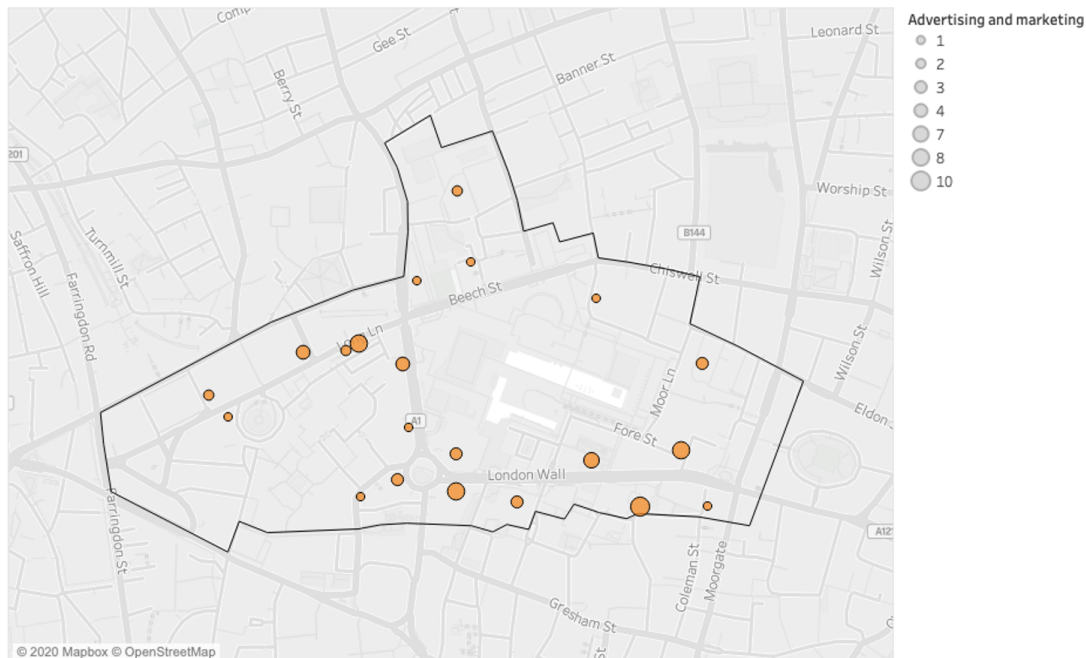 Advertising and marketing
1
2
3
4
7
8
10
Gee St
Leonard St
Banner St
Berry St
201
Worship St
B144
Turnmill St
Saffron Hill
Wilson St
Farringdon Rd
Chiswell St
Beech St
Wilson St
Moor Ln
A1
Fore St
Eldon
London Wall
Farringdon St
Coleman St
Moorgate
Gresham St
St
© 2020 Mapbox © OpenStreetMap